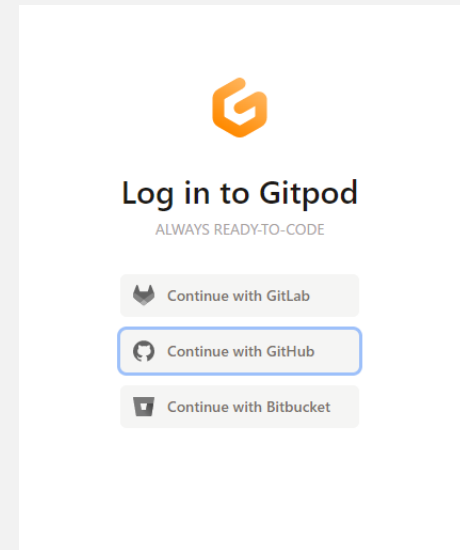 Log in to Gitpod
ALWAYS READY-TO-CODE
Continue with GitLab
Continue with GitHub
Continue with Bitbucket